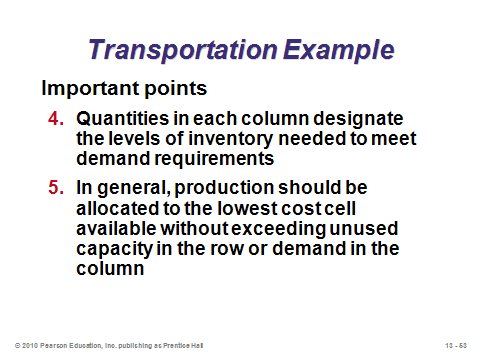 Transportation Example
Important points
4. Quantities in each column designate
the levels of inventory needed to meet
demand requirements
5. In general, production should be
allocated to the lowest cost cell
available without exceeding unused
capacity in the row or demand in the
column
© 2010 Pearson Education, Inc. publishing as Prentice Hall
13 - 53